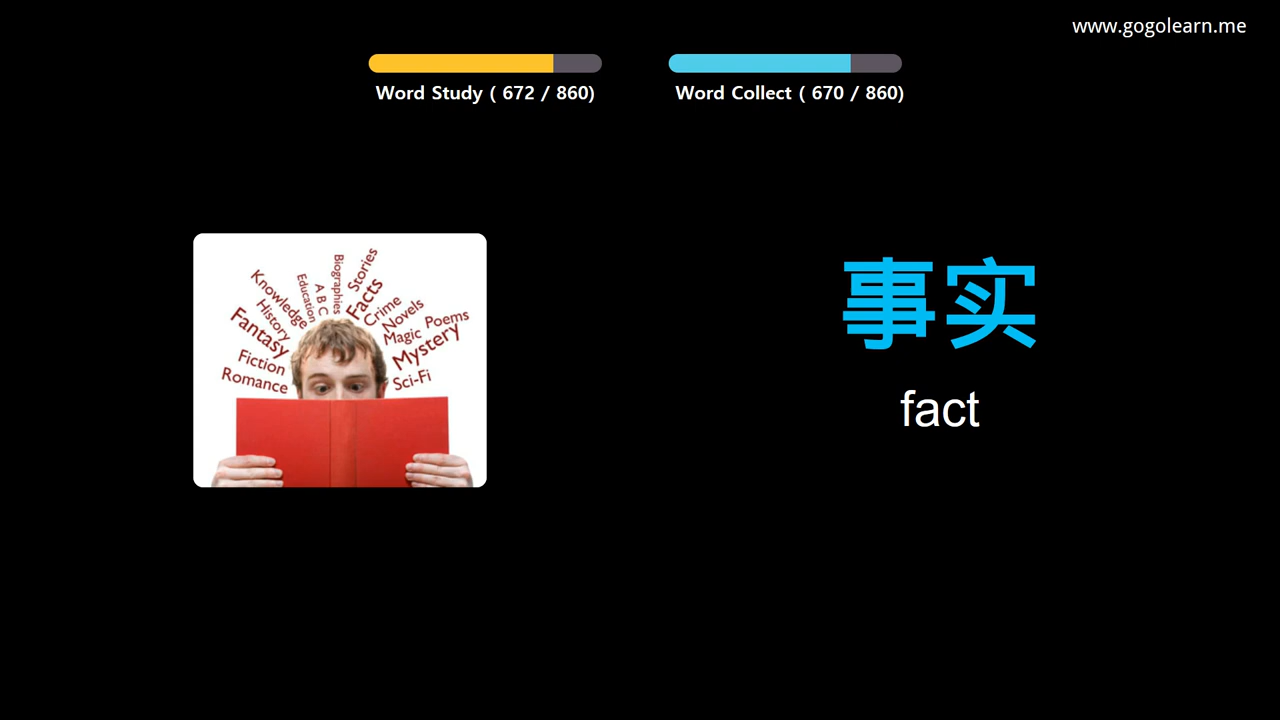 www.gogolearn.me
Word Study ( 672 / 860)
Word Collect ( 670 / 860)
Knowledge
History
Fantasy
Fiction
Romance
Education
A B C
Biographies
Stories
Facts
Crime
Novels
Magic
Poems
Mystery
Sci-Fi
事实
fact